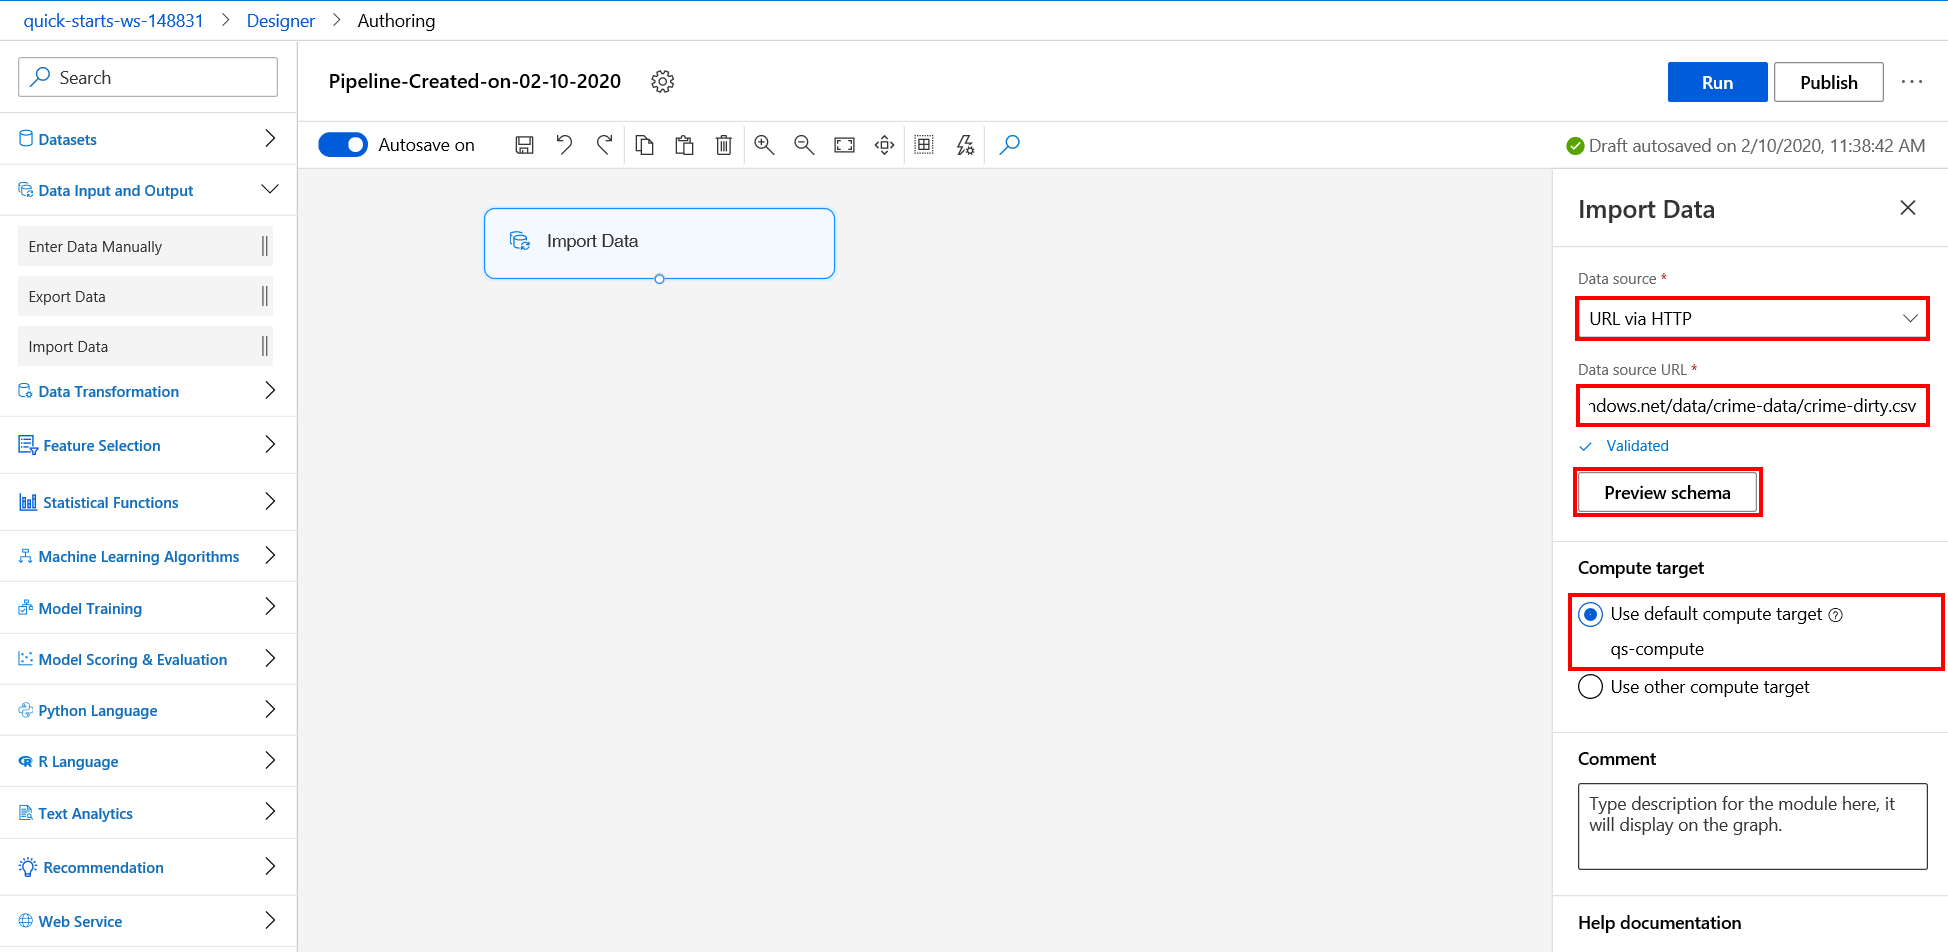 quick-starts-ws-148831 > Designer > Authoring
Search
Pipeline-Created-on-02-10-2020
Run
Publish
Autosave on
Draft autosaved on 2/10/2020, 11:38:42 AM
Datasets
Data Input and Output
Enter Data Manually
Export Data
Import Data
Data Transformation
Feature Selection
Statistical Functions
Machine Learning Algorithms
Model Training
Model Scoring & Evaluation
Python Language
R Language
Text Analytics
Recommendation
Web Service
Import Data
Import Data
Data source *
URL via HTTP
Data source URL *
ndows.net/data/crime-data/crime-dirty.csv
Validated
Preview schema
Compute target
Use default compute target
qs-compute
Use other compute target
Comment
Type description for the module here, it
will display on the graph.
Help documentation